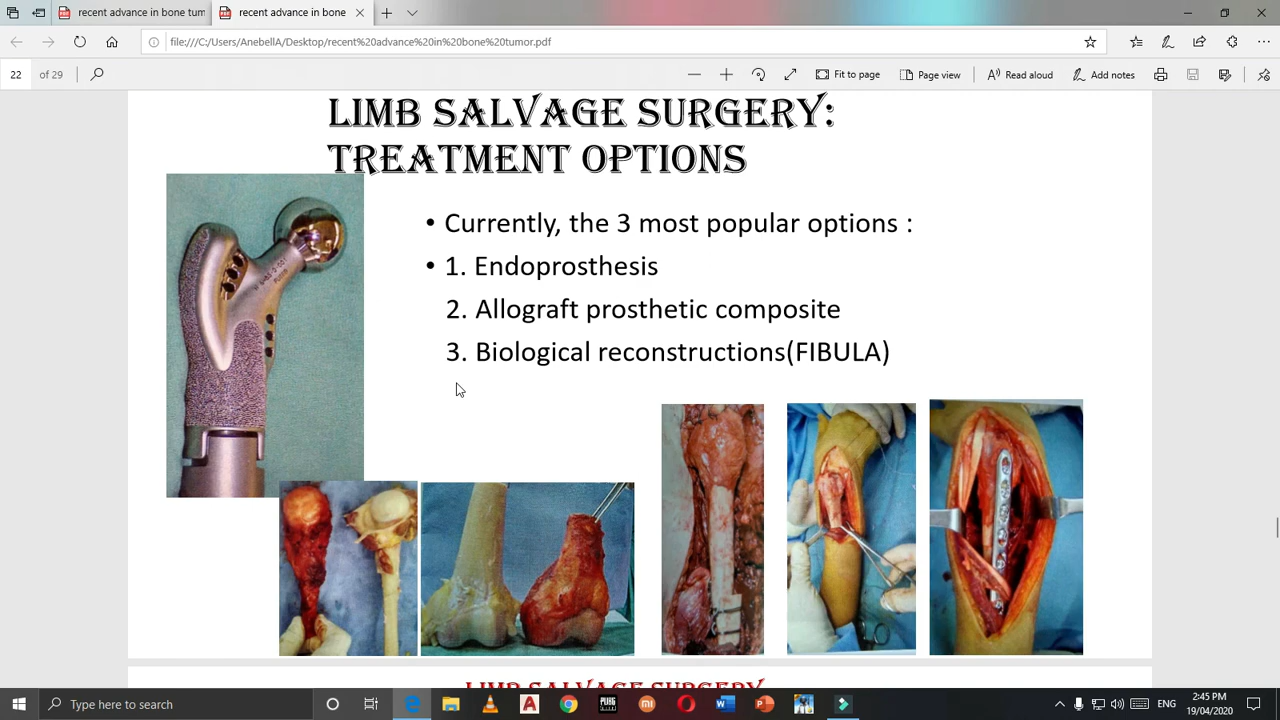 recent advance in bone tum
recent advance in bone
file:///C:/Users/AnebellA/Desktop/recent%20advance%20in%20bone%20tumor.pdf
22 of 29
Fit to page
Page view
Read aloud
Add notes
LIMB SALVAGE SURGERY:
TREATMENT OPTIONS
• Currently, the 3 most popular options :
• 1. Endoprosthesis
2. Allograft prosthetic composite
3. Biological reconstructions(FIBULA)
LIMB SALVAGE SURGERY
Type here to search
ENG
2:45 PM
19/04/2020